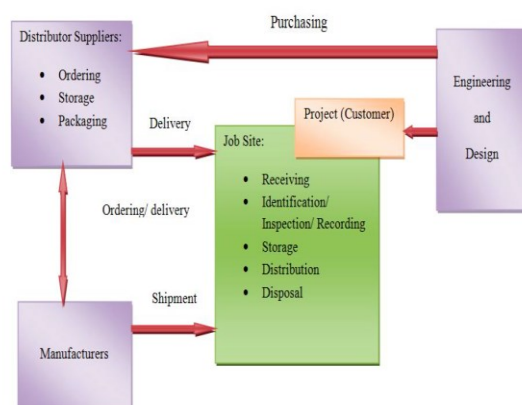 Purchasing
Distributor Suppliers:
• Ordering
• Storage
• Packaging
Engineering
and
Design
Delivery
Project (Customer)
Job Site:
• Receiving
• Identification/
Inspection/ Recording
• Storage
• Distribution
• Disposal
Ordering/ delivery
Shipment
Manufacturers